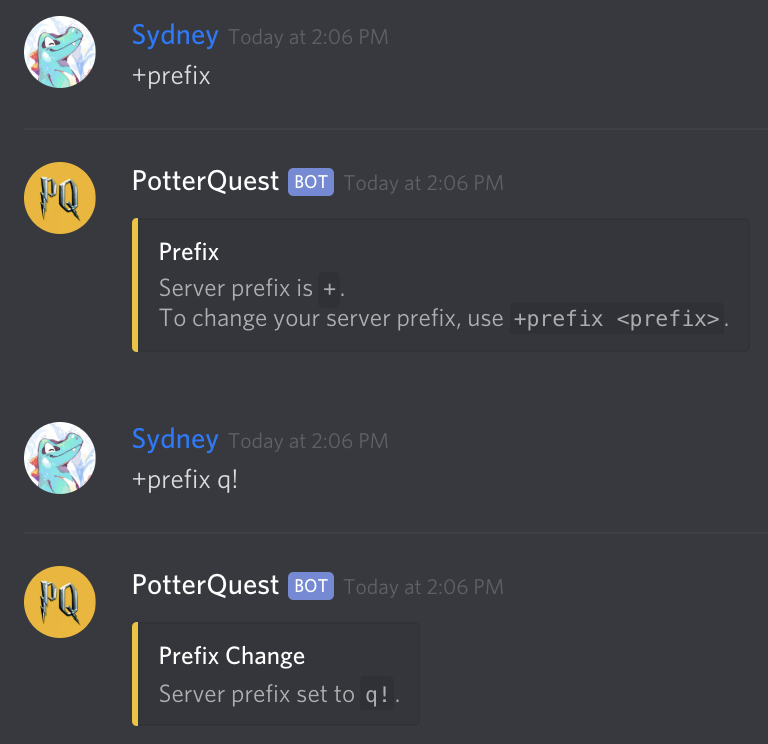 Sydney Today at 2:06 PM
+prefix
PQ
PotterQuest BOT Today at 2:06 PM
Prefix
Server prefix is +.
To change your server prefix, use +prefix <prefix>.
Sydney Today at 2:06 PM
+prefix q!
PQ
PotterQuest BOT Today at 2:06 PM
Prefix Change
Server prefix set to q!.